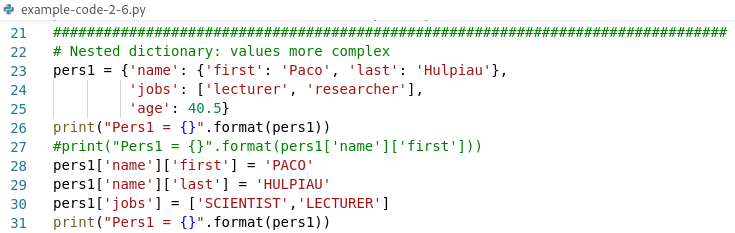 example-code-2-6.py
21 ################################################################################
22 # Nested dictionary: values more complex
23 pers1 = {'name': {'first': 'Paco', 'last': 'Hulpiau'},
24 'jobs': ['lecturer', 'researcher'],
25 'age': 40.5}
26 print("Pers1 = {}".format(pers1))
27 #print("Pers1 = {}".format(pers1['name']['first']))
28 pers1['name']['first'] = 'PACO'
29 pers1['name']['last'] = 'HULPIAU'
30 pers1['jobs'] = ['SCIENTIST','LECTURER']
31 print("Pers1 = {}".format(pers1))